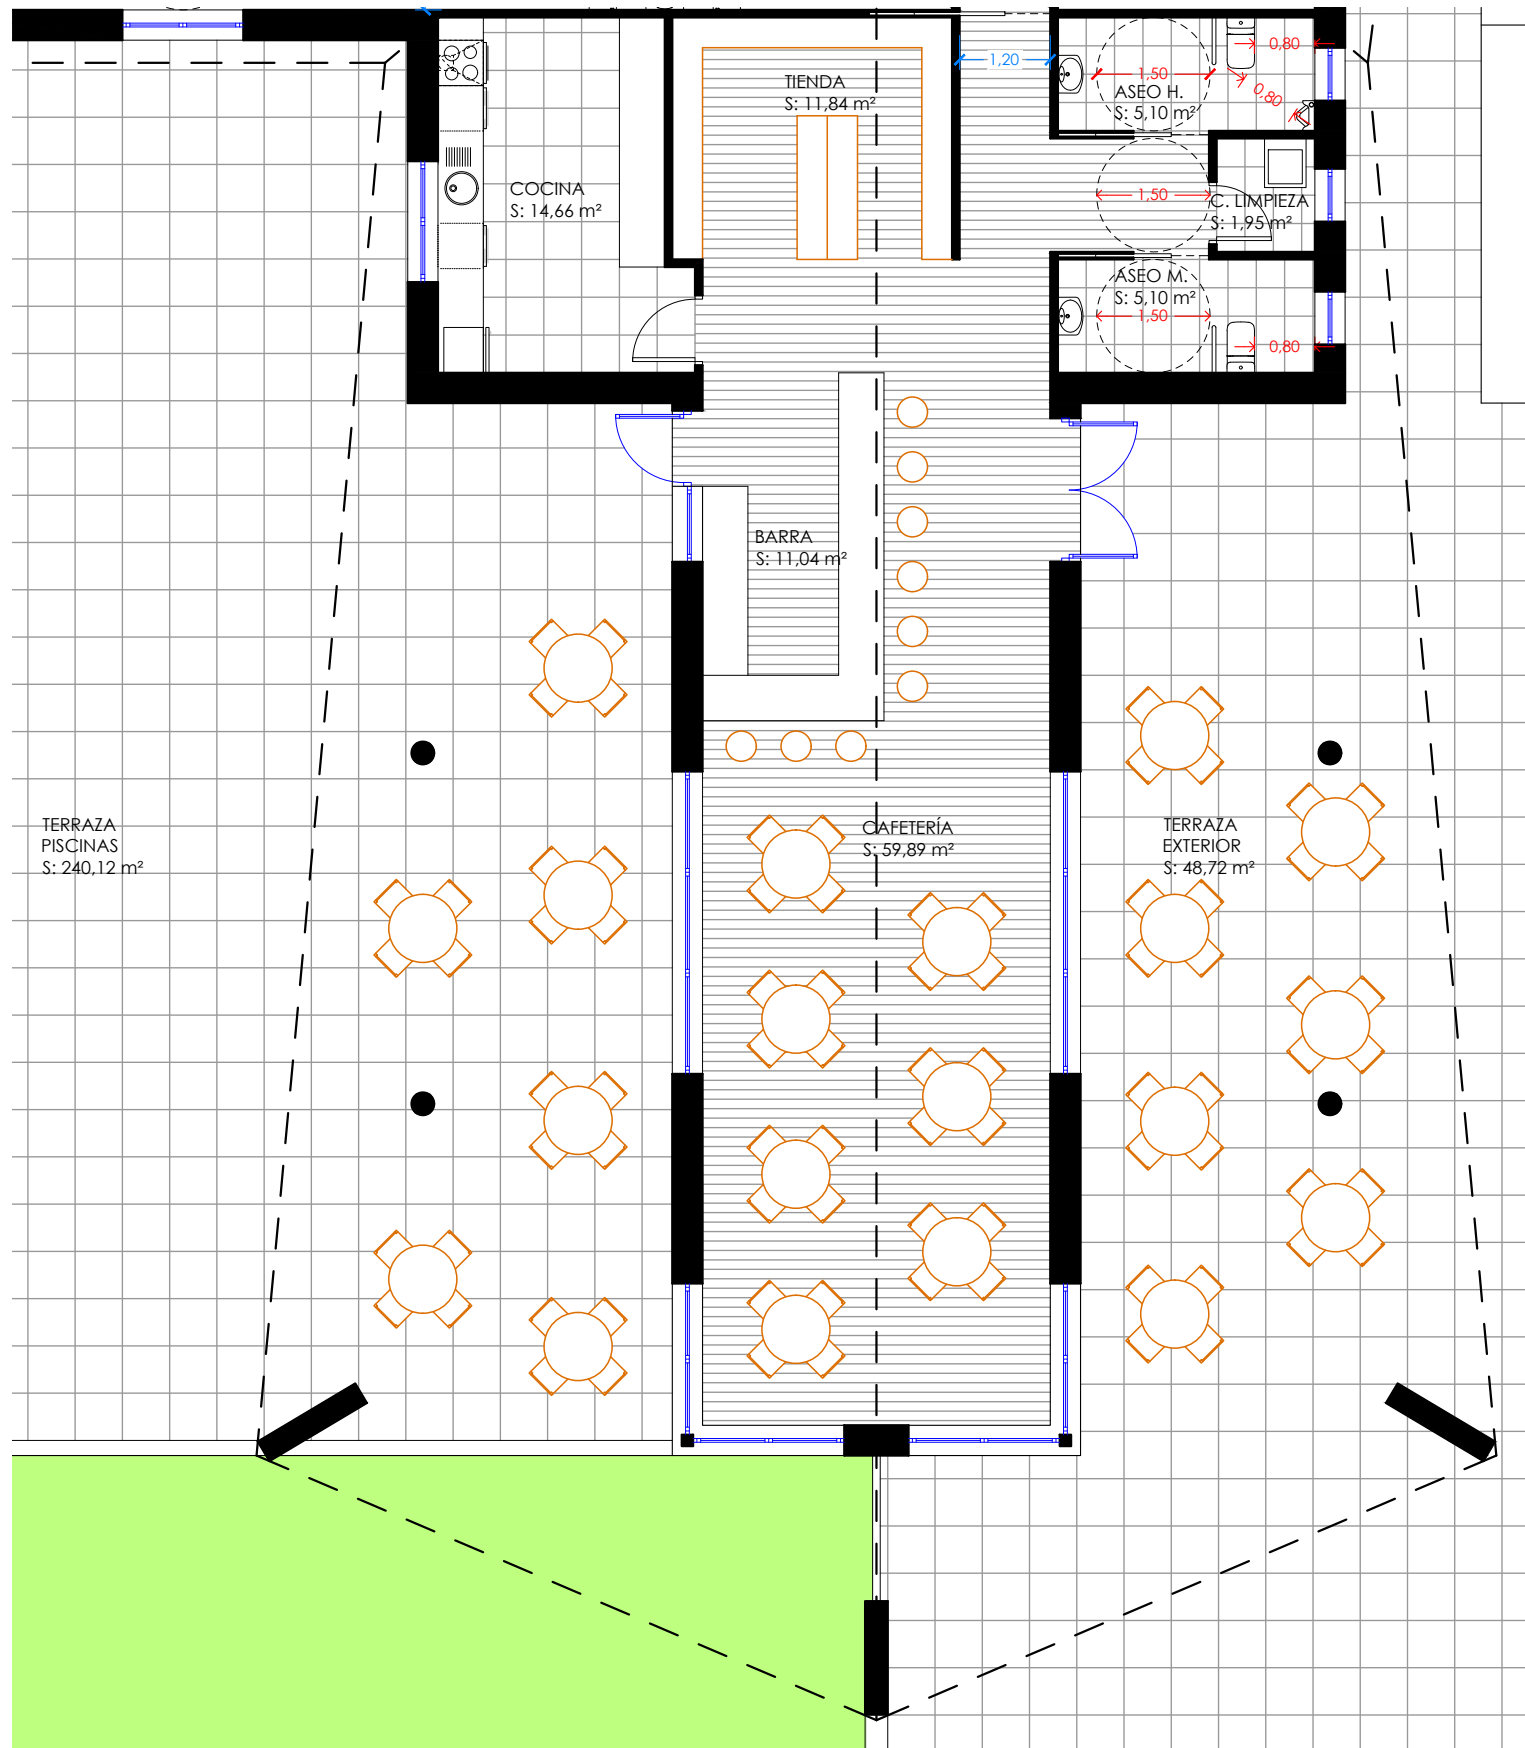 0,80
1,20
1,50
TIENDA
S: 11,84 m²
ASEO H.
S: 5,10 m²
0,80
COCINA
S: 14,66 m²
1,50
C. LIMPIEZA
S: 1,95 m²
ASEO M.
S: 5,10 m²
1,50
0,80
BARRA
S: 11,04 m²
TERRAZA
PISCINAS
S: 240,12 m²
CAFETERÍA
S: 59,89 m²
TERRAZA
EXTERIOR
S: 48,72 m²